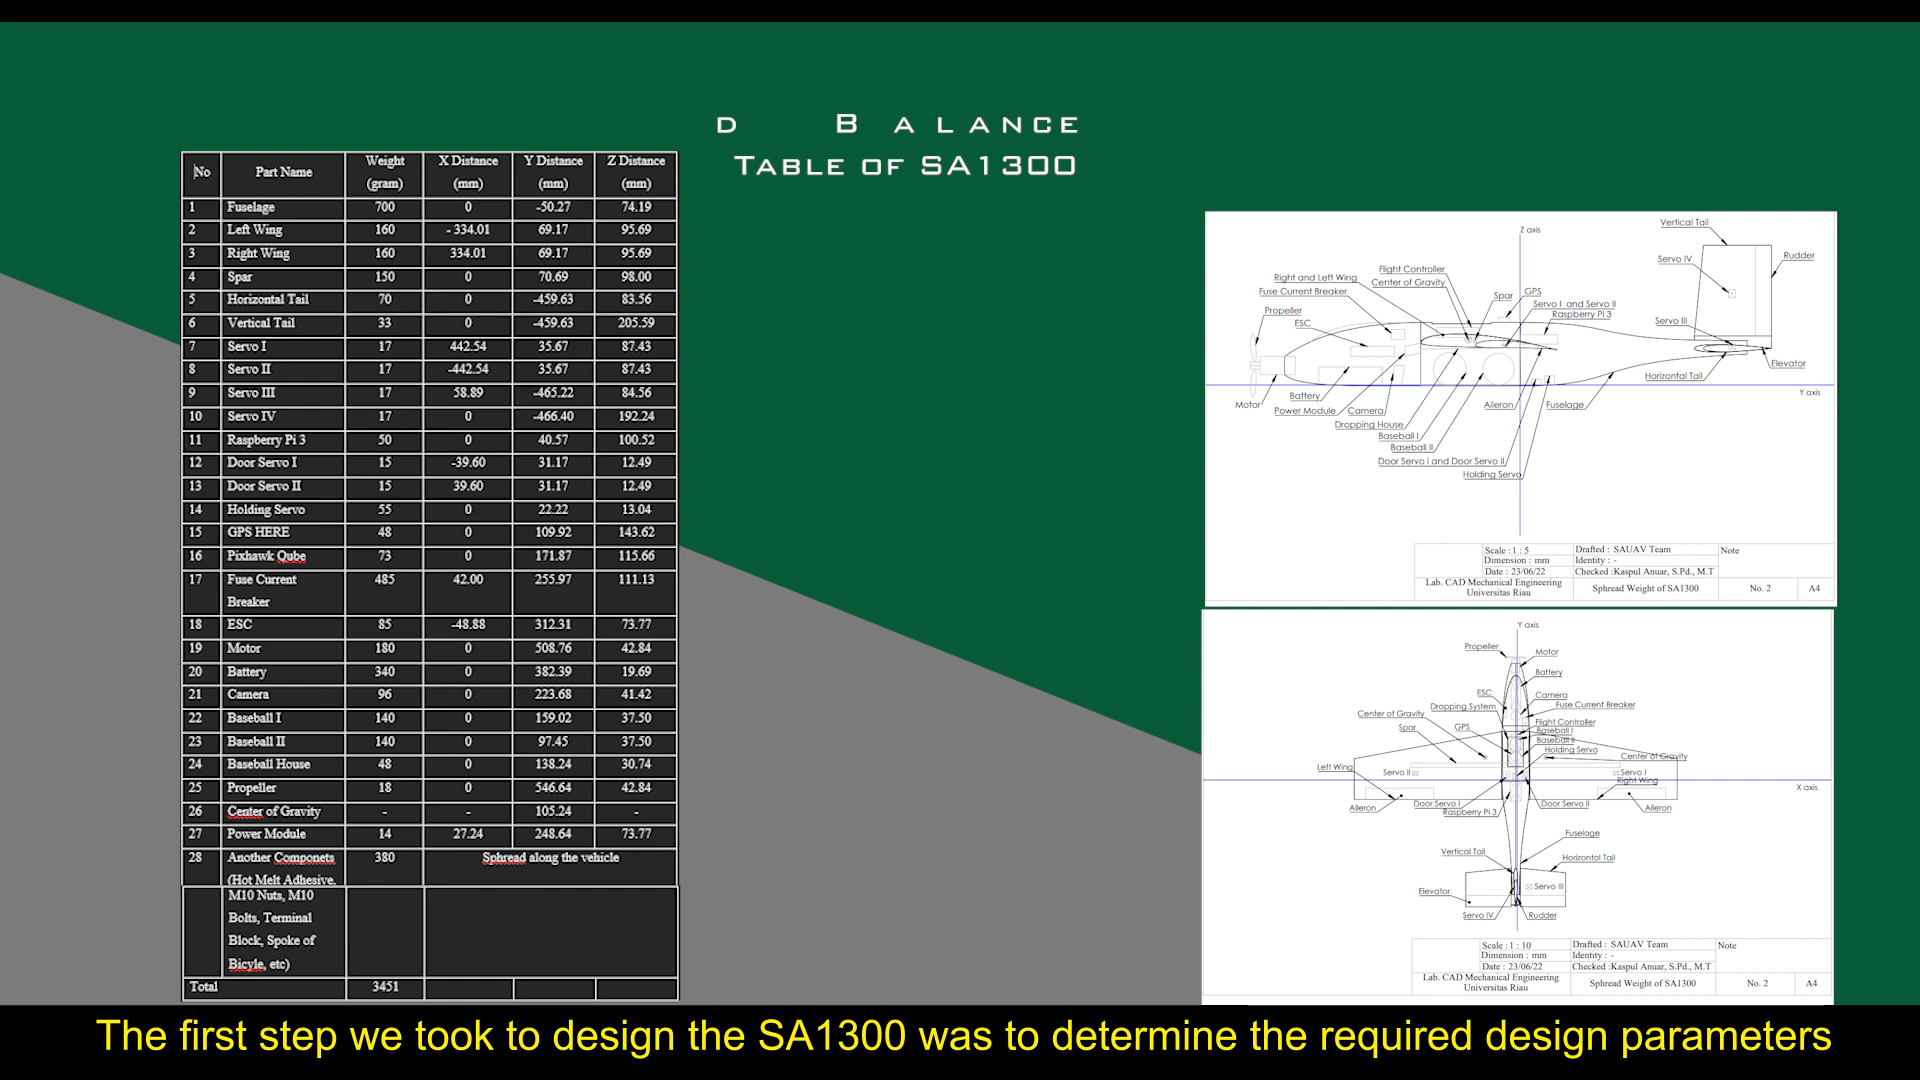 D B ALANCE
TABLE OF SA1300
No Part Name Weight (gram) X Distance (mm) Y Distance (mm) Z Distance (mm)
1 Fuselage 700 0 -50.27 74.19
2 Left Wing 160 - 334.01 69.17 95.69
3 Right Wing 160 334.01 69.17 95.69
4 Spar 150 0 70.69 98.00
5 Horizontal Tail 70 0 -459.63 83.56
6 Vertical Tail 33 0 -459.63 205.59
7 Servo I 17 442.54 35.67 87.43
8 Servo II 17 -442.54 35.67 87.43
9 Servo III 17 58.89 -465.22 84.56
10 Servo IV 17 0 -466.40 192.24
11 Raspberry Pi 3 50 0 40.57 100.52
12 Door Servo I 15 -39.60 31.17 12.49
13 Door Servo II 15 39.60 31.17 12.49
14 Holding Servo 55 0 22.22 13.04
15 GPS HERE 48 0 109.92 143.62
16 Pixhawk Qube 73 0 171.87 115.66
17 Fuse Current Breaker 485 42.00 255.97 111.13
18 ESC 85 -48.88 312.31 73.77
19 Motor 180 0 508.76 42.84
20 Battery 340 0 382.39 19.69
21 Camera 96 0 223.68 41.42
22 Baseball I 140 0 159.02 37.50
23 Baseball II 140 0 97.45 37.50
24 Baseball House 48 0 138.24 30.74
25 Propeller 18 0 546.64 42.84
26 Center of Gravity - - 105.24 -
27 Power Module 14 27.24 248.64 73.77
28 Another Componets 380 Sphread along the vehicle
(Hot Melt Adhesive,
M10 Nuts, M10
Bolts, Terminal
Block, Spoke of
Bicyle, etc)
Total 3451
Vertical Tail
Z axis
Rudder
Servo IV
Flight Controller
Right and Left Wing
Center of Gravity
Fuse Current Breaker
Spar
GPS
Servo I and Servo II
Propeller
Raspberry Pi 3
ESC
Servo III
Elevator
Horizontal Tail
Y axis
Battery
Motor
Power Module
Camera
Aileron
Fuselage
Dropping House
Baseball I
Baseball II
Door Servo I and Door Servo II
Holding Servo
Scale : 1 : 5 Drafted : SAUAV Team Note
Dimension : mm Identity : -
Date : 23/06/22 Checked :Kaspul Anuar, S.Pd., M.T
Lab. CAD Mechanical Engineering
Universitas Riau
Sphread Weight of SA1300 No. 2 A4
Y axis
Propeller
Motor
Battery
ESC
Camera
Dropping System
Fuse Current Breaker
Center of Gravity
Flight Controller
Spar
GPS
Baseball I
Baseball II
Holding Servo
Center of Gravity
Left Wing
Servo II
Servo I
Right Wing
X axis
Aileron
Door Servo I
Raspberry Pi 3
Door Servo II
Aileron
Fuselage
Vertical Tail
Horizontal Tail
Elevator
Servo III
Servo IV
Rudder
Scale : 1 : 10 Drafted : SAUAV Team Note
Dimension : mm Identity : -
Date : 23/06/22 Checked :Kaspul Anuar, S.Pd., M.T
Lab. CAD Mechanical Engineering
Universitas Riau
Sphread Weight of SA1300 No. 2 A4
The first step we took to design the SA1300 was to determine the required design parameters